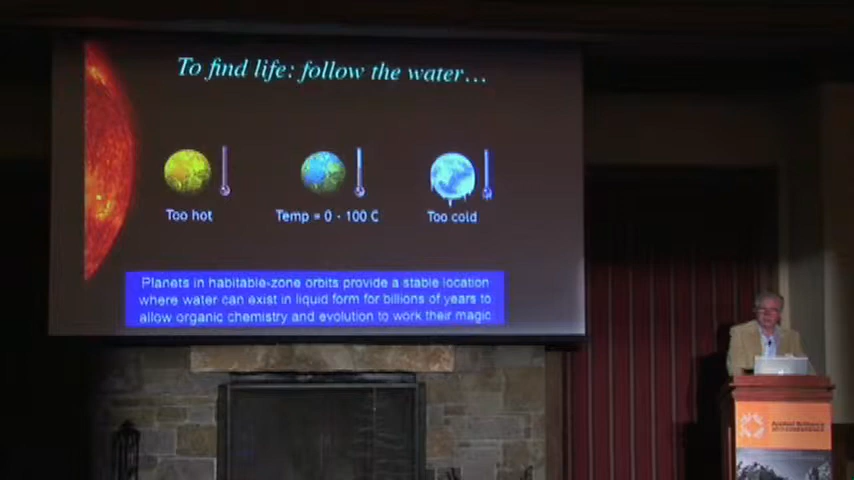 To find life: follow the water...
Too hot
Temp = 0 - 100 C
Too cold
Planets in habitable-zone orbits provide a stable location
where water can exist in liquid form for billions of years to
allow organic chemistry and evolution to work their magic